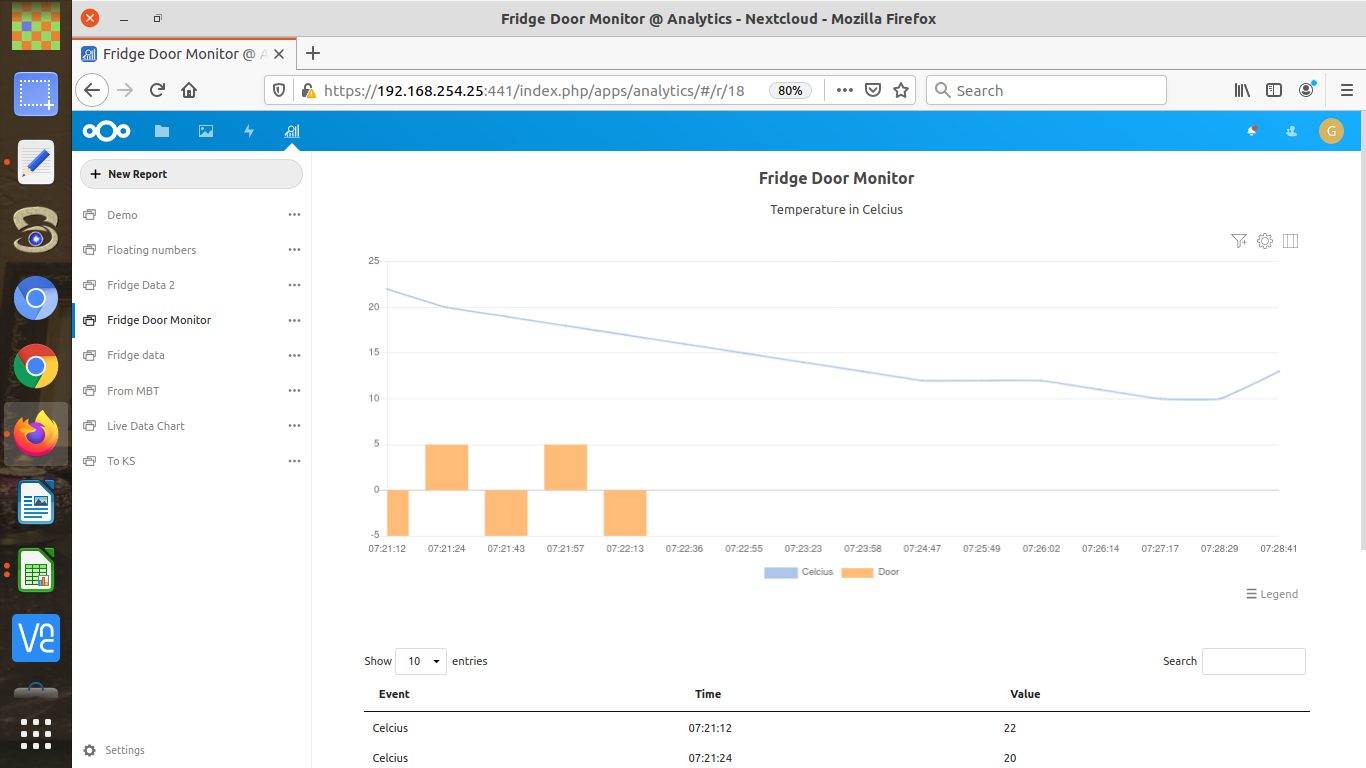 Fridge Door Monitor @ Analytics - Nextcloud - Mozilla Firefox
Fridge Door Monitor @ A
https://192.168.254.25:441/index.php/apps/analytics/#/r/18
80%
Search
G
New Report
Demo
Floating numbers
Fridge Data 2
Fridge Door Monitor
Fridge data
From MBT
Live Data Chart
To KS
Settings
Fridge Door Monitor
Temperature in Celcius
25
20
15
10
5
0
-5
07:21:12 07:21:24 07:21:43 07:21:57 07:22:13 07:22:36 07:22:55 07:23:23 07:23:58 07:24:47 07:25:49 07:26:02 07:26:14 07:27:17 07:28:29 07:28:41
Celcius Door
Legend
Show 10 entries Search
Event Time Value
Celcius 07:21:12 22
Celcius 07:21:24 20